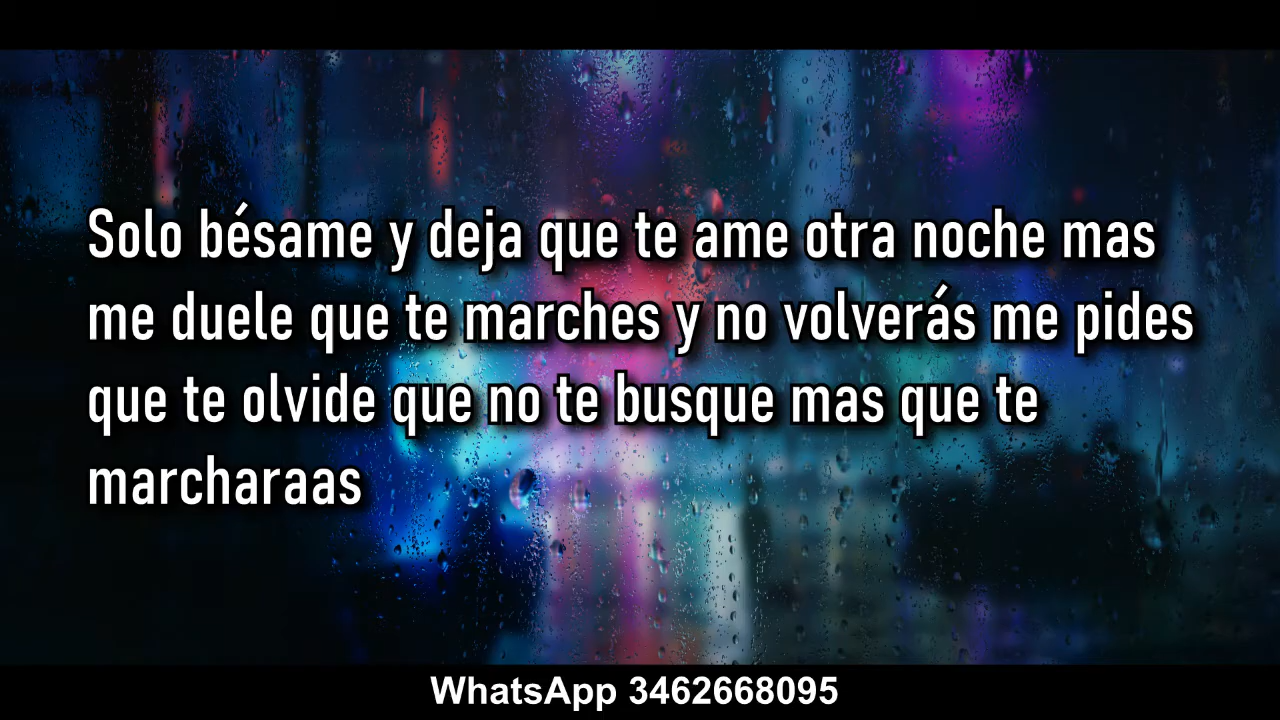 Solo bésame y deja que te ame otra noche mas
me duele que te marches y no volverás me pides
que te olvide que no te busque mas que te
marcharaas
WhatsApp 3462668095